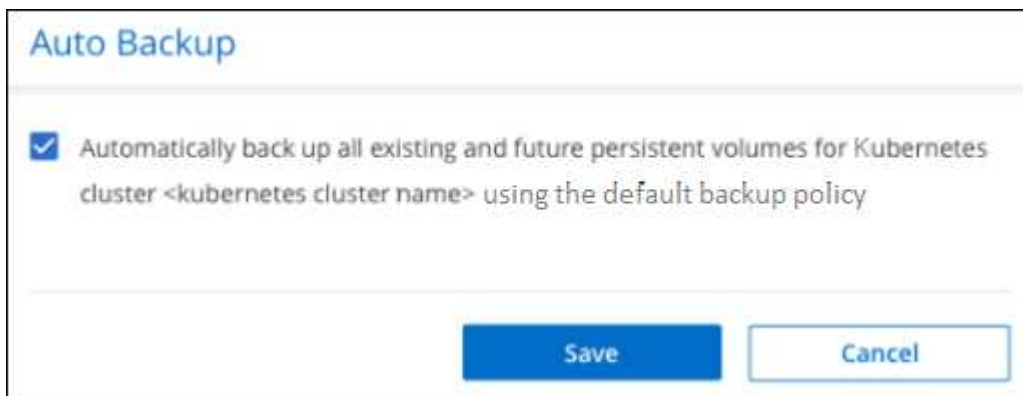 Auto Backup
Automatically back up all existing and future persistent volumes for Kubernetes
cluster <kubernetes cluster name> using the default backup policy
Save
Cancel